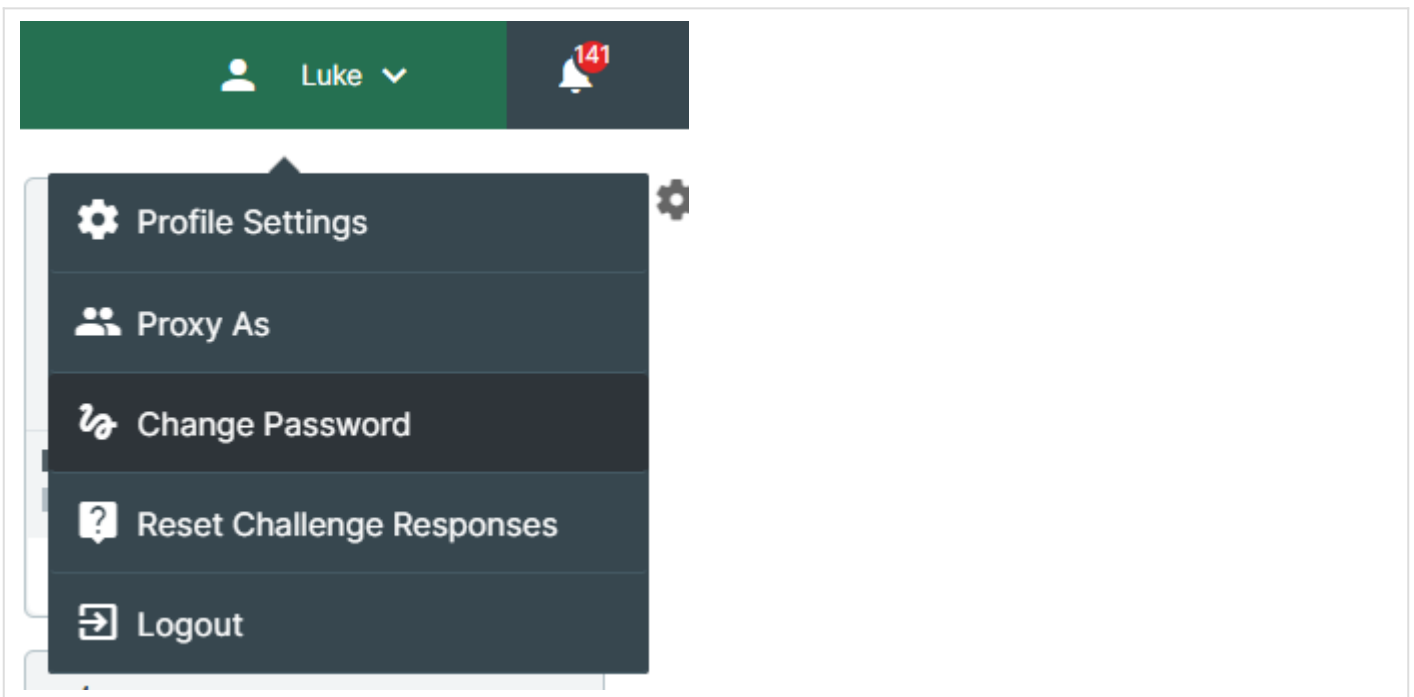 Luke
141
Profile Settings
Proxy As
Change Password
Reset Challenge Responses
Logout